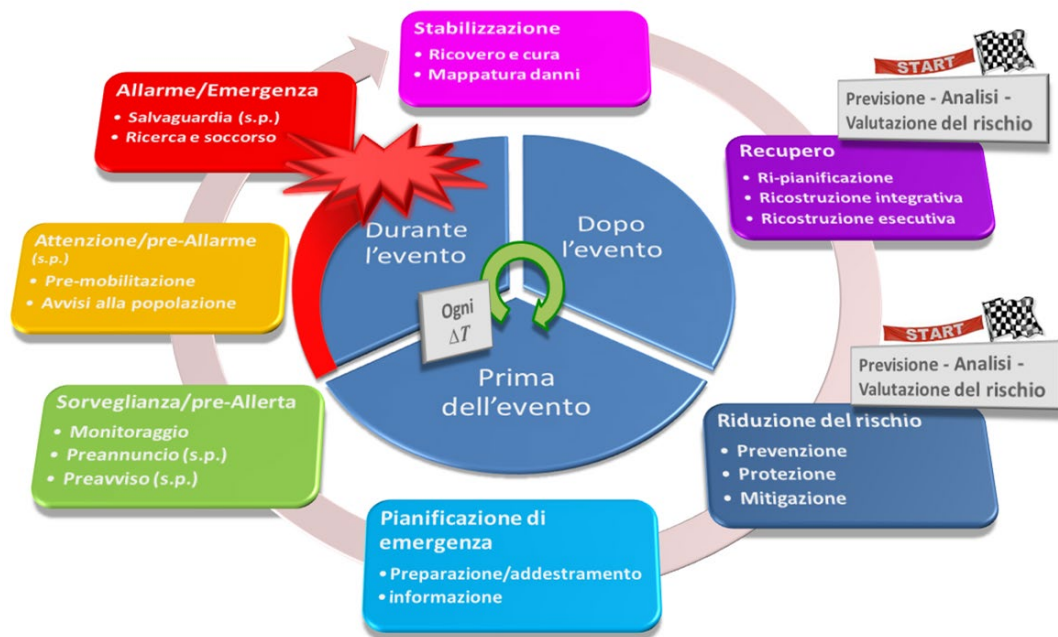 Stabilizzazione
• Ricovero e cura
• Mappatura danni
START
Previsione - Analisi -
Valutazione del rischio
Recupero
• Ri-pianificazione
• Ricostruzione integrativa
• Ricostruzione esecutiva
START
Previsione - Analisi -
Valutazione del rischio
Riduzione del rischio
• Prevenzione
• Protezione
• Mitigazione
Pianificazione di
emergenza
• Preparazione/addestramento
• informazione
Sorveglianza/pre-Allerta
• Monitoraggio
• Preannuncio (s.p.)
• Preavviso (s.p.)
Attenzione/pre-Allarme
(s.p.)
• Pre-mobilitazione
• Avvisi alla popolazione
Allarme/Emergenza
• Salvaguardia (s.p.)
• Ricerca e soccorso
Durante
l'evento
Dopo
l'evento
Ogni
ΔT
Prima
dell'evento